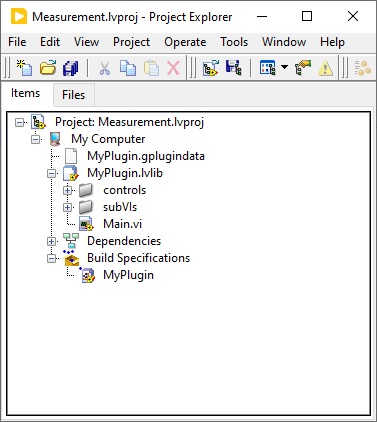 Measurement.lvproj - Project Explorer
File Edit View Project Operate Tools Window Help
Items Files
Project: Measurement.lvproj
My Computer
MyPlugin.gplugindata
MyPlugin.lvlib
controls
subVIs
Main.vi
Dependencies
Build Specifications
MyPlugin